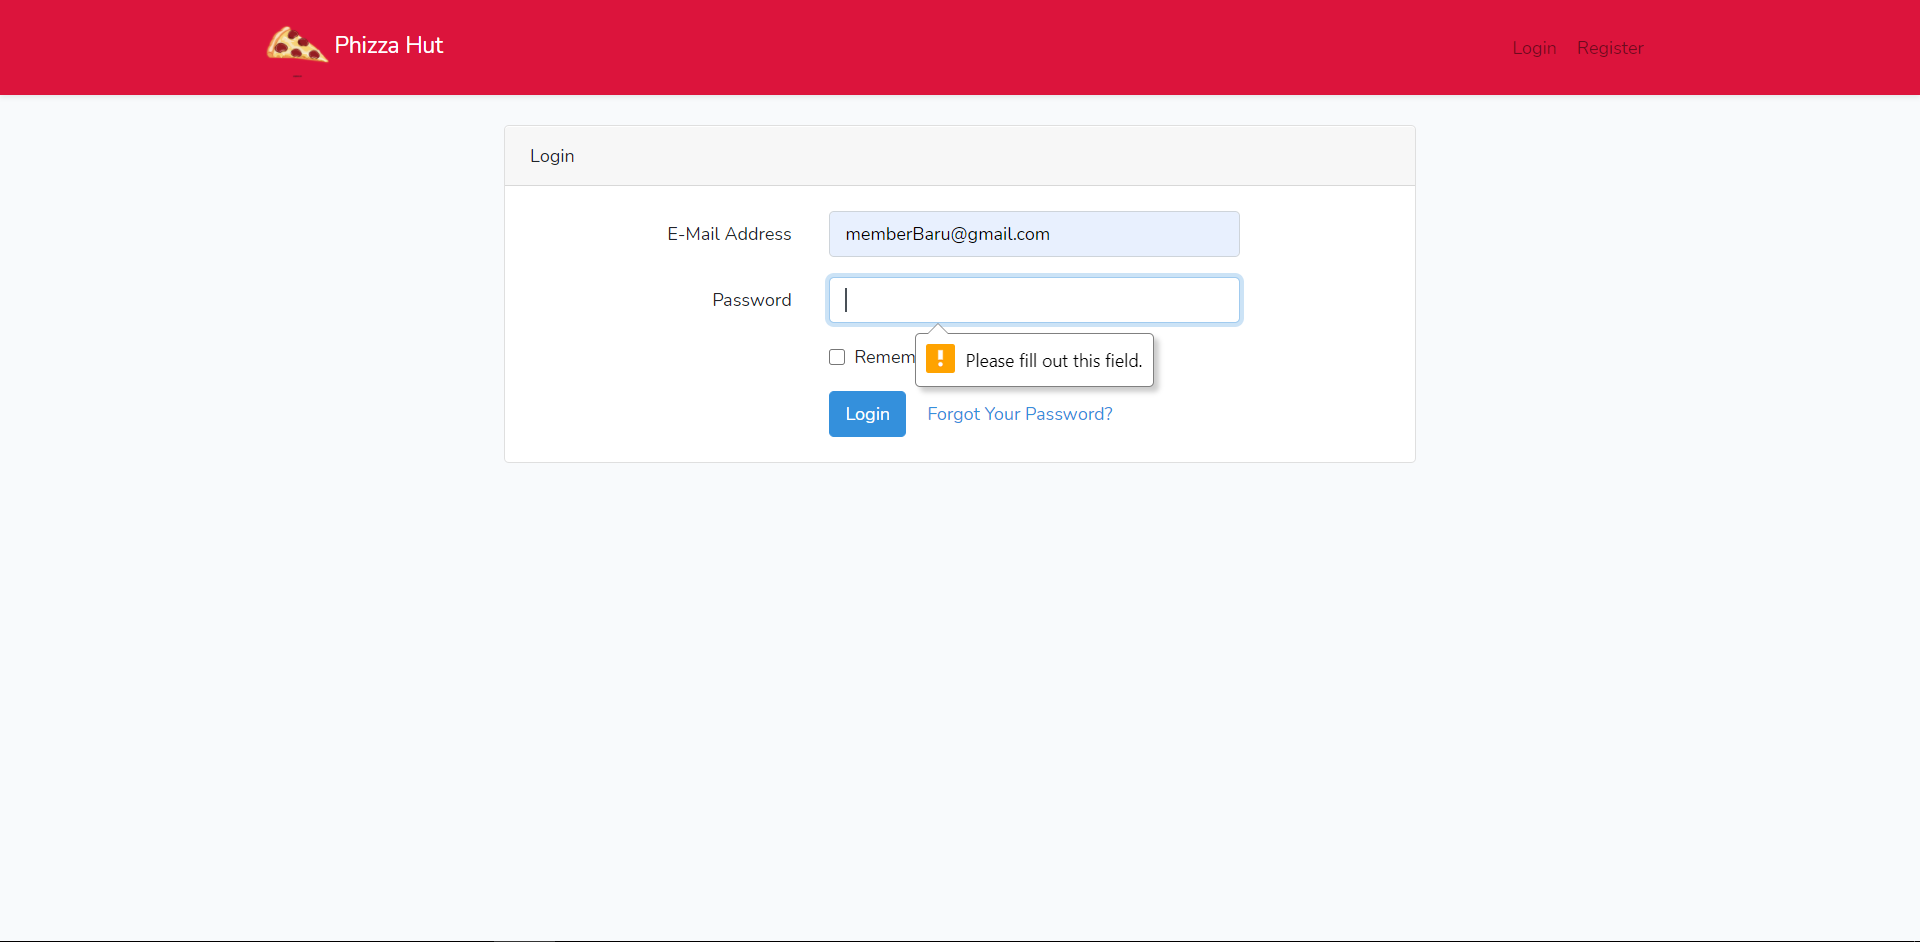 Phizza Hut
Login Register
Login
E-Mail Address memberBaru@gmail.com
Password
Remem
! Please fill out this field.
Login Forgot Your Password?